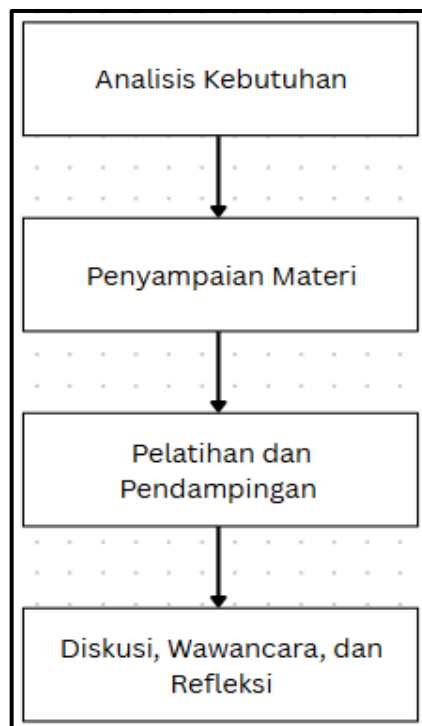 Analisis Kebutuhan
Penyampaian Materi
Pelatihan dan
Pendampingan
Diskusi, Wawancara, dan
Refleksi